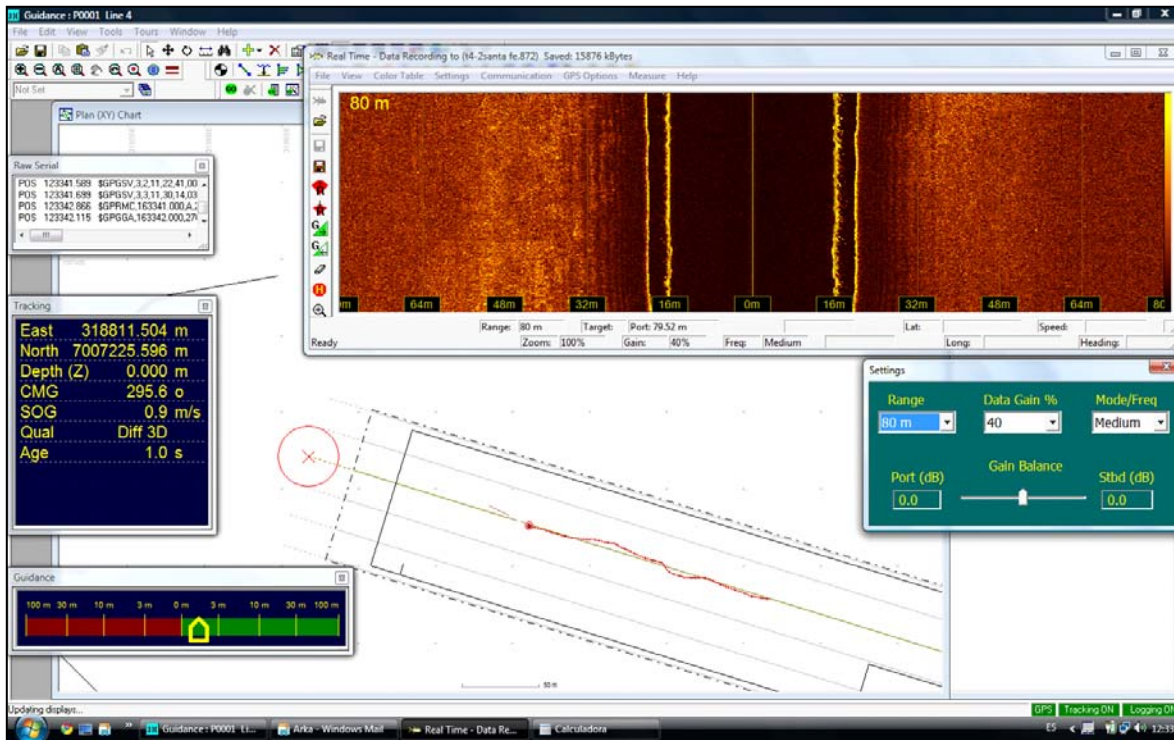 Guidance : P0001 Line 4
File Edit View Tools Tours Window Help
Not Set
Plan (XY) Chart
Raw Serial
POS 123341.589 $GPGSV,3,2,11,22,41,00
POS 123341.699 $GPGSV,3,3,11,30,14,03
POS 123342.866 $GPRMC,163341.000,A,2
POS 123342.115 $GPGGA,163342.000,270
Tracking
East 318811.504 m
North 7007225.596 m
Depth (Z) 0.000 m
CMG 295.6 o
SOG 0.9 m/s
Qual Diff 3D
Age 1.0 s
Guidance
100 m 30 m 10 m 3 m 0 m 3 m 10 m 30 m 100 m
Real Time - Data Recording to (t4-2santa fe.872) Saved: 15876 kBytes
File View Color Table Settings Communication GPS Options Measure Help
80 m
64m 48m 32m 16m 0m 16m 32m 48m 64m 80
Range: 80 m Target: Port: 79.52 m Lat: Speed:
Ready Zoom: 100% Gain: 40% Freq: Medium Long: Heading:
Settings
Range Data Gain % Mode/Freq
80 m 40 Medium
Gain Balance
Port (dB) Stbd (dB)
0.0 0.0
50 m
Updating displays...
GPS Tracking ON Logging ON
Guidance : P0001 Li...
Arka - Windows Mail
Real Time - Data Re...
Calculadora
ES
12:33